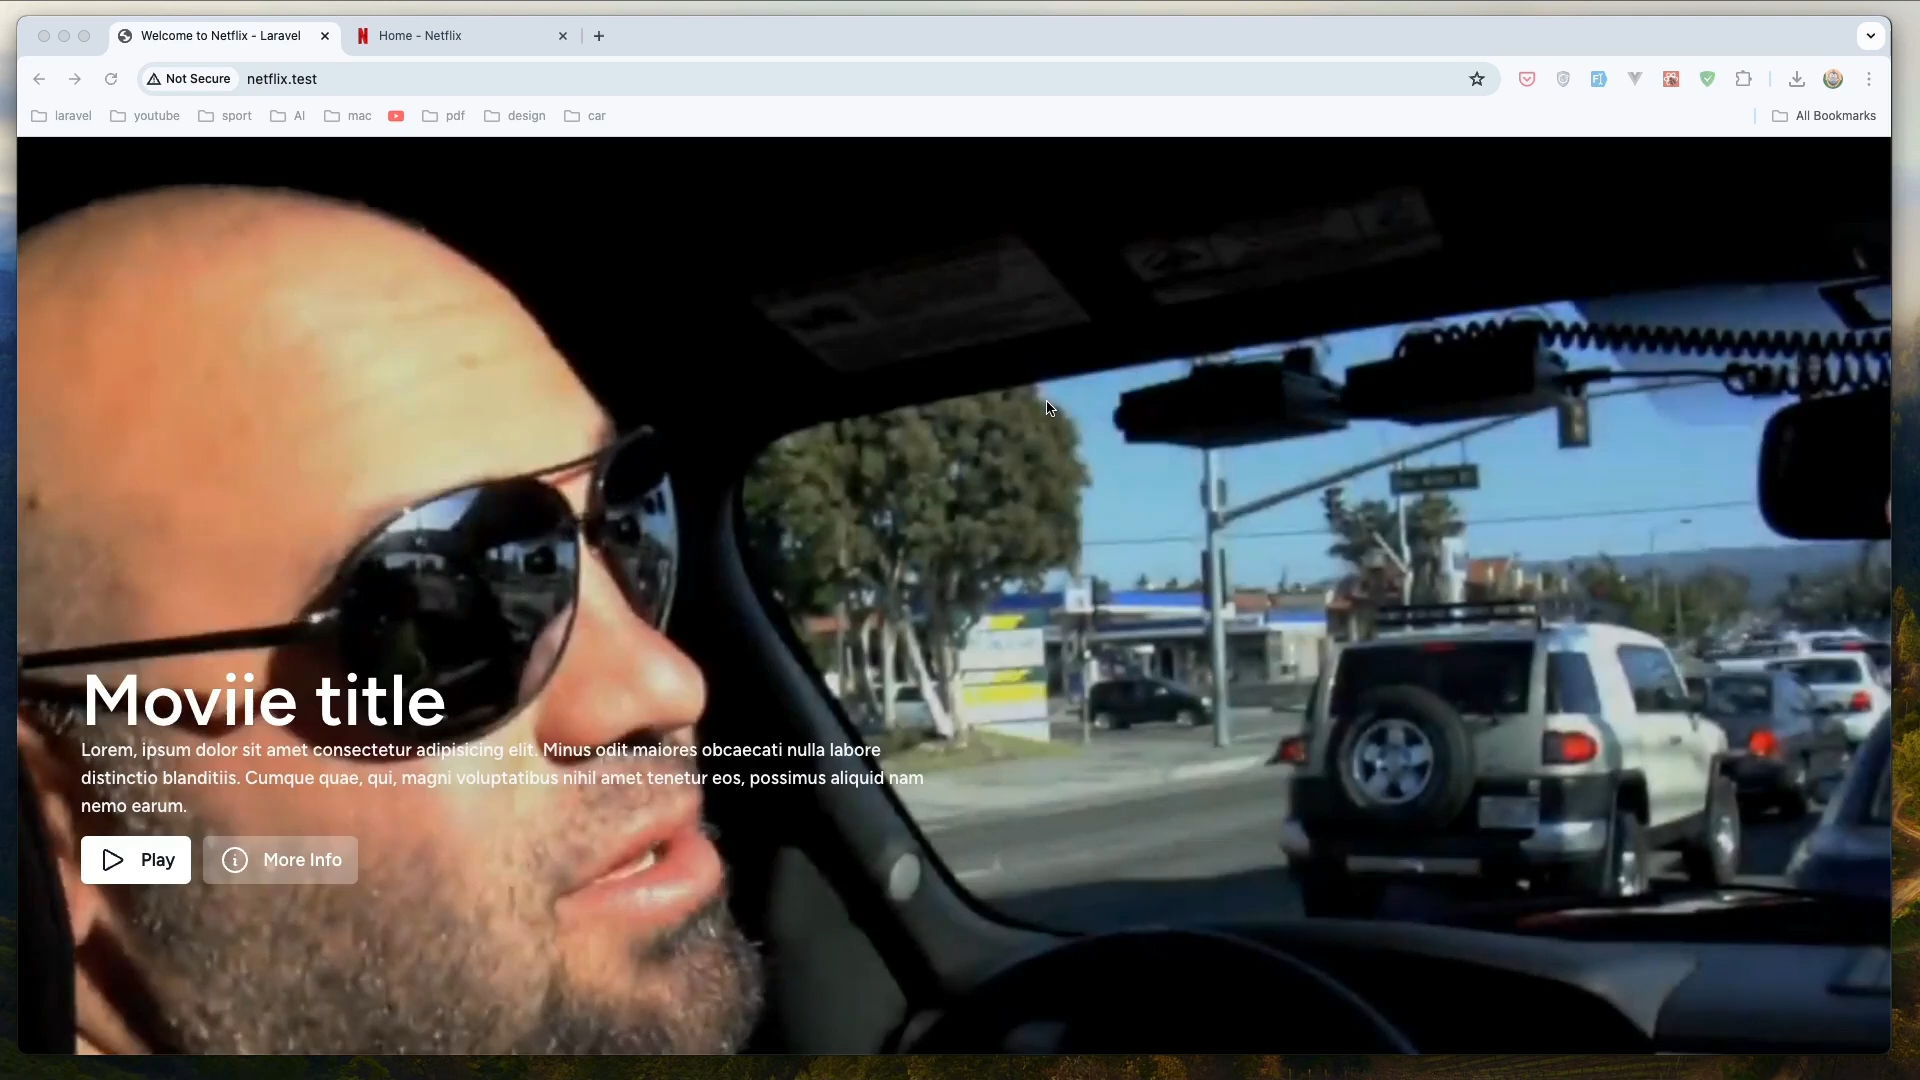 Welcome to Netflix - Laravel
Home - Netflix
Not Secure
netflix.test
laravel
youtube
sport
AI
mac
pdf
design
car
All Bookmarks
Moviie title
Lorem, ipsum dolor sit amet consectetur adipisicing elit. Minus odit maiores obcaecati nulla labore
distinctio blanditiis. Cumque quae, qui, magni voluptatibus nihil amet tenetur eos, possimus aliquid nam
nemo earum.
Play
More Info